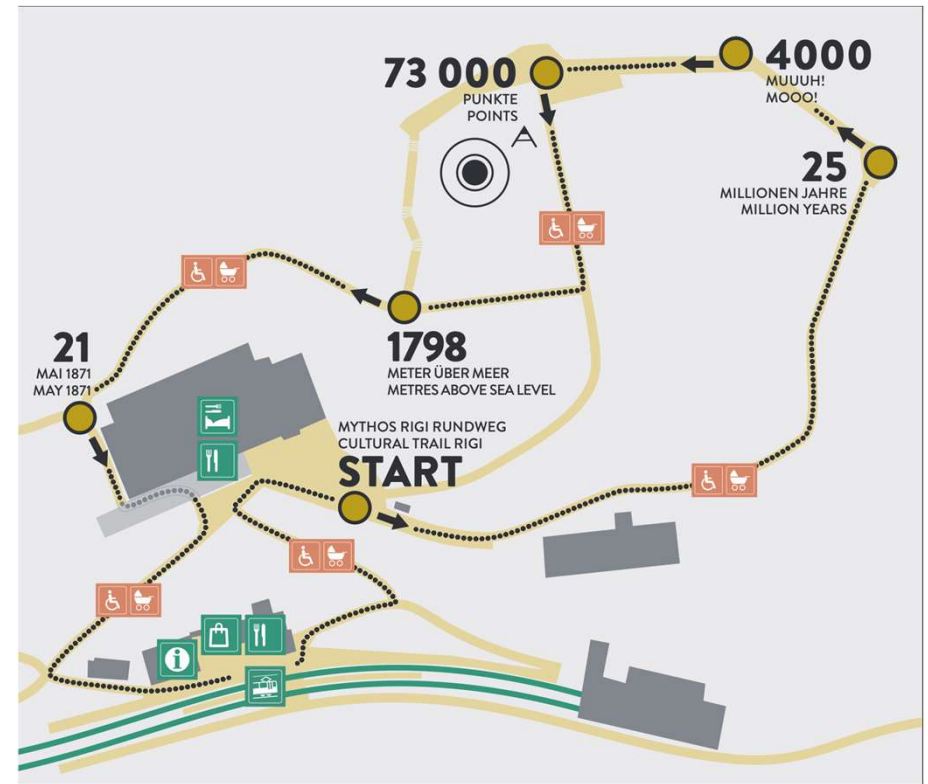 4000
MUUUH!
MOOO!
73 000
PUNKTE
POINTS
25
MILLIONEN JAHRE
MILLION YEARS
1798
METER ÜBER MEER
METRES ABOVE SEA LEVEL
21
MAI 1871
MAY 1871
MYTHOS RIGI RUNDWEG
CULTURAL TRAIL RIGI
START
i